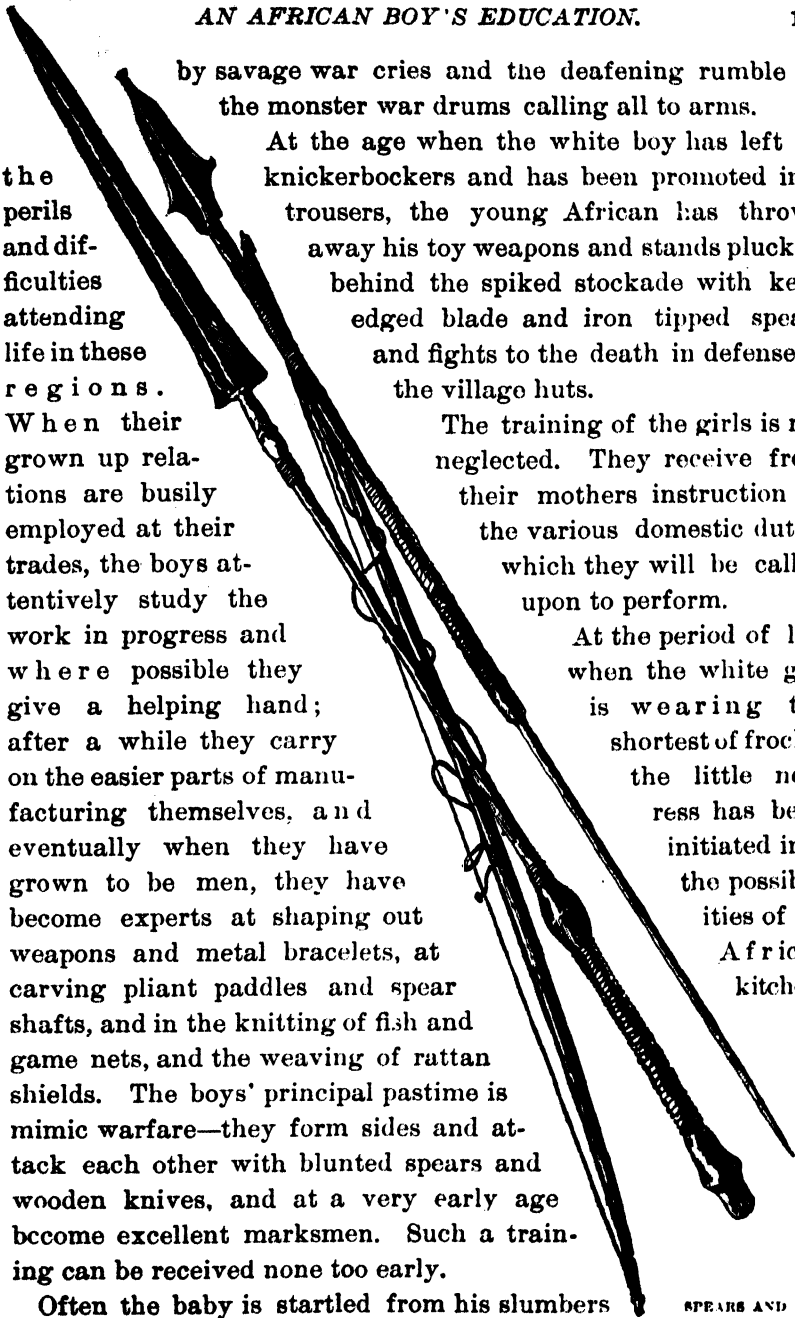 AN AFRICAN BOY'S EDUCATION.
the
perils
and dif-
ficulties
attending
life in these
regions.
When their
grown up rela-
tions are busily
employed at their
trades, the boys at-
tentively study the
work in progress and
where possible they
give a helping hand;
after a while they carry
on the easier parts of manu-
facturing themselves, and
eventually when they have
grown to be men, they have
become experts at shaping out
weapons and metal bracelets, at
carving pliant paddles and spear
shafts, and in the knitting of fish and
game nets, and the weaving of rattan
shields. The boys' principal pastime is
mimic warfare—they form sides and at-
tack each other with blunted spears and
wooden knives, and at a very early age
become excellent marksmen. Such a train-
ing can be received none too early.
Often the baby is startled from his slumbers
by savage war cries and the deafening rumble
the monster war drums calling all to arms.
At the age when the white boy has left
knickerbockers and has been promoted in
trousers, the young African has throw
away his toy weapons and stands pluck
behind the spiked stockade with ke
edged blade and iron tipped spea
and fights to the death in defense
the village huts.
The training of the girls is
neglected. They receive fro
their mothers instruction
the various domestic dut
which they will be call
upon to perform.
At the period of l
when the white g
is wearing t
shortest of froc
the little ne
ress has be
initiated in
the possib
ities of
Afric
kitch
SPEARS AND